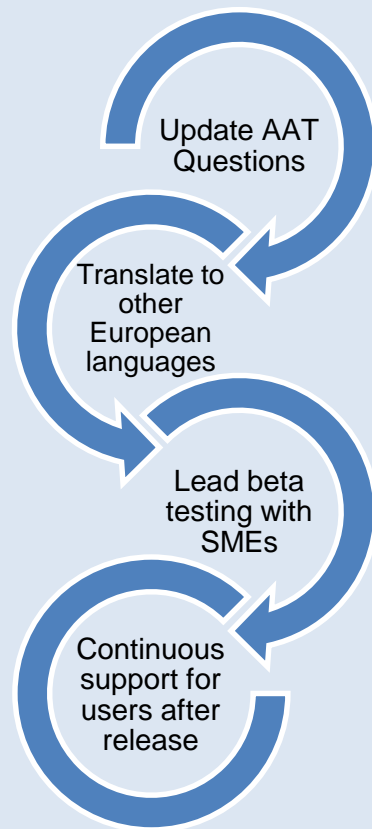 Update AAT
Questions
Translate to
other
European
languages
Lead beta
testing with
SMEs
Continuous
support for
users after
release